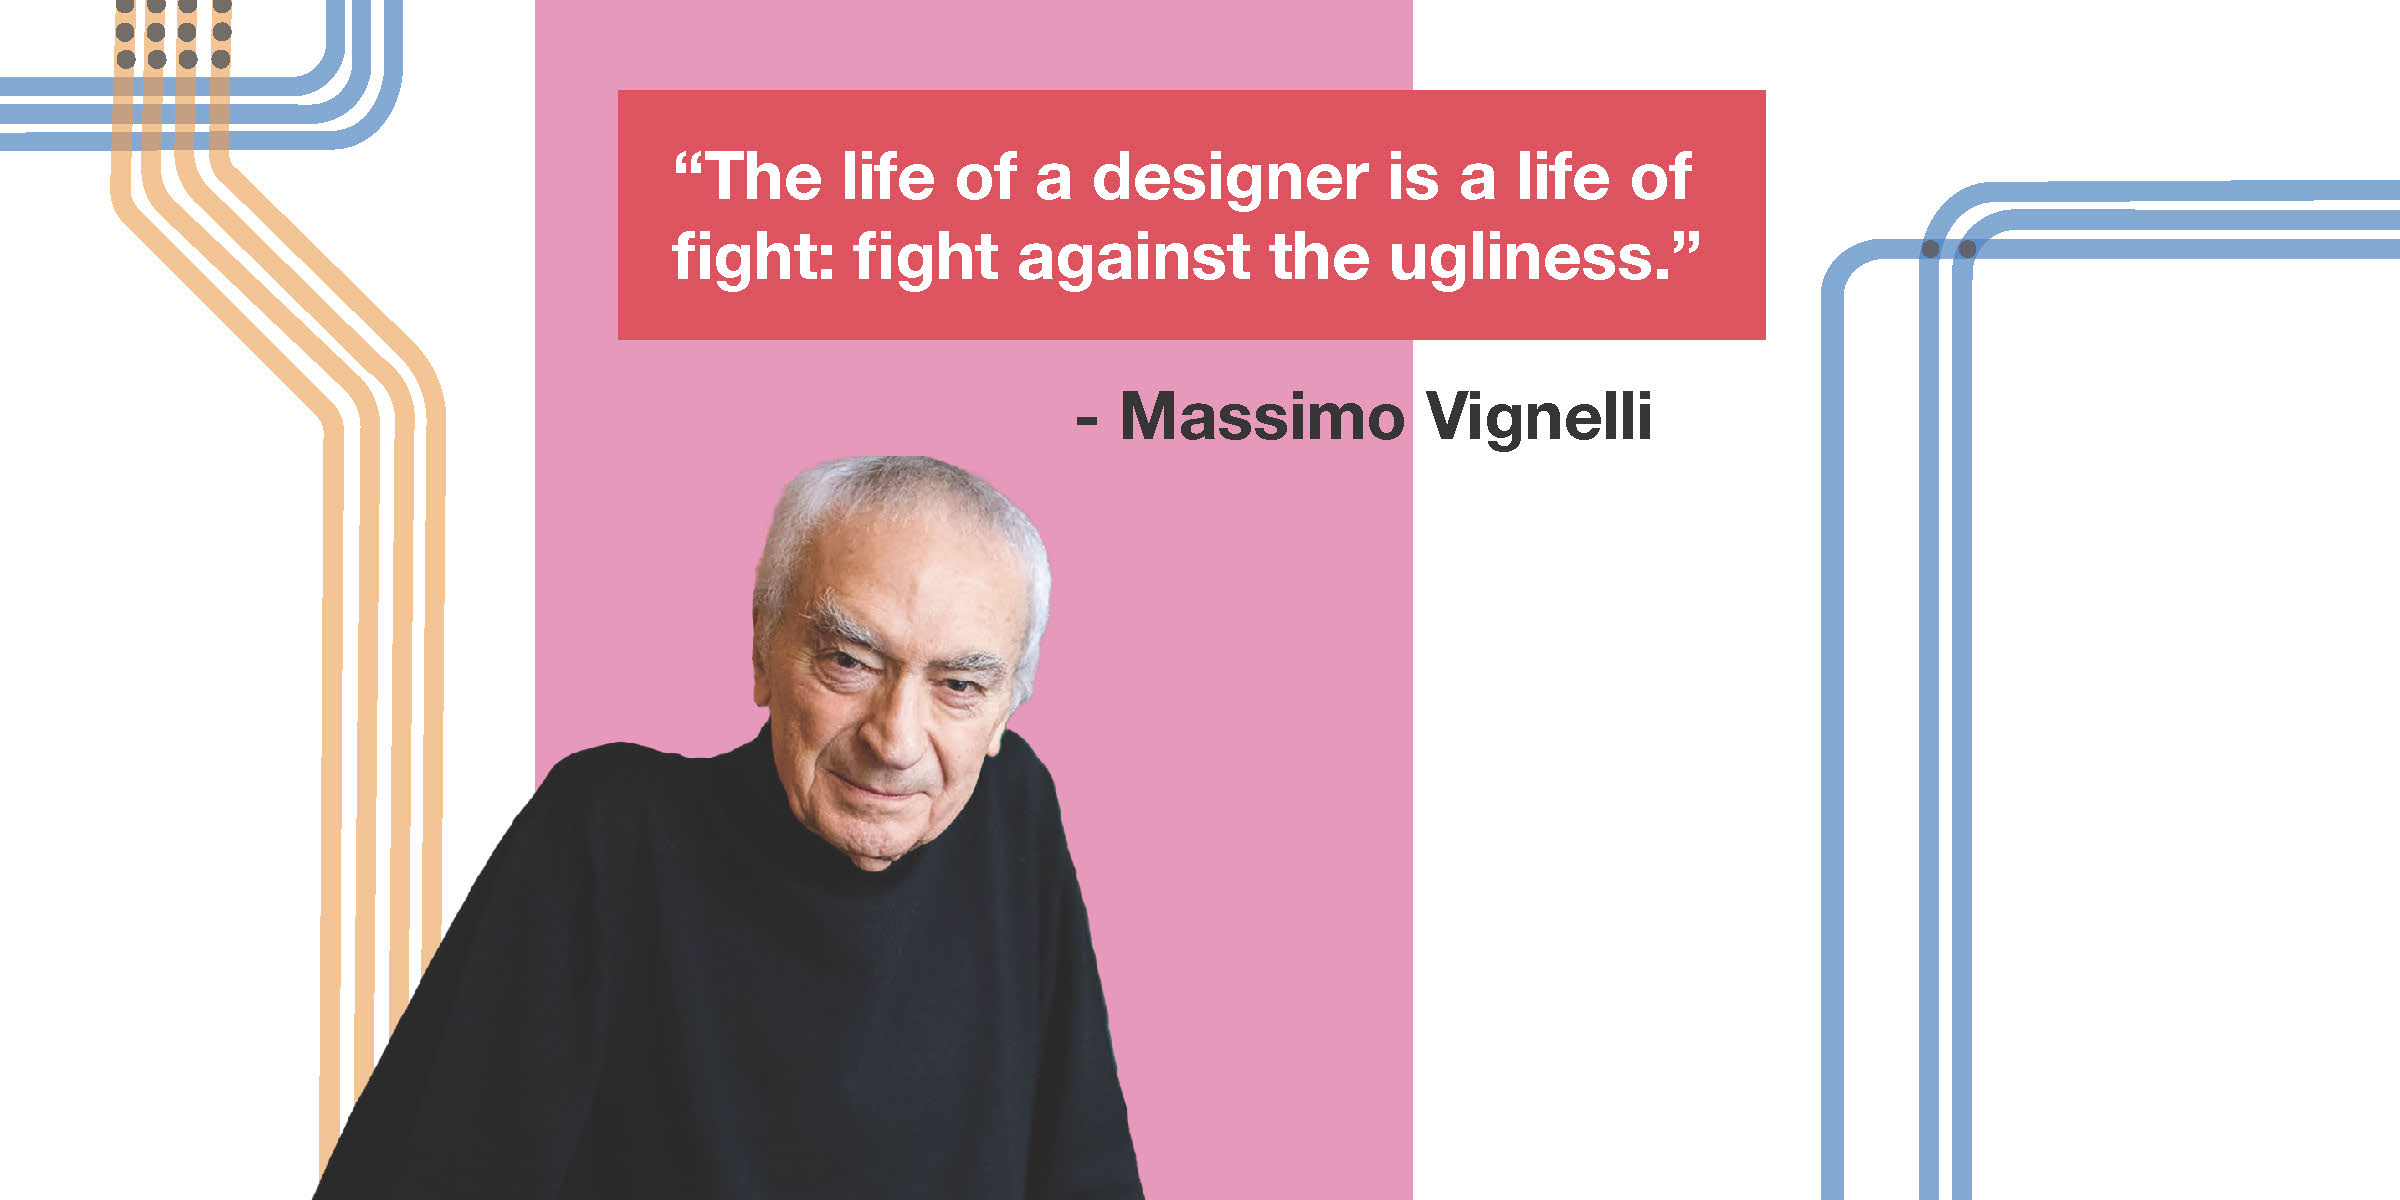 “The life of a designer is a life of
fight: fight against the ugliness.”
- Massimo Vignelli